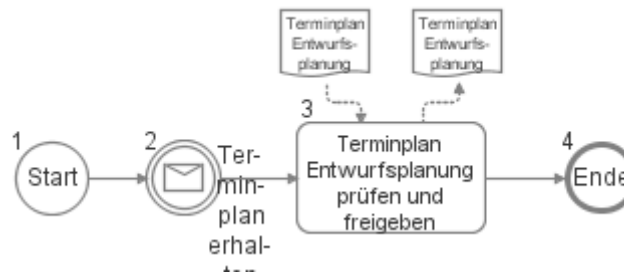 Terminplan
Entwurfs-
planung
Terminplan
Entwurfs-
planung
1
Start
2
Ter-
min-
plan
erhal-
ten
3
Terminplan
Entwurfsplanung
prüfen und
freigeben
4
Ende